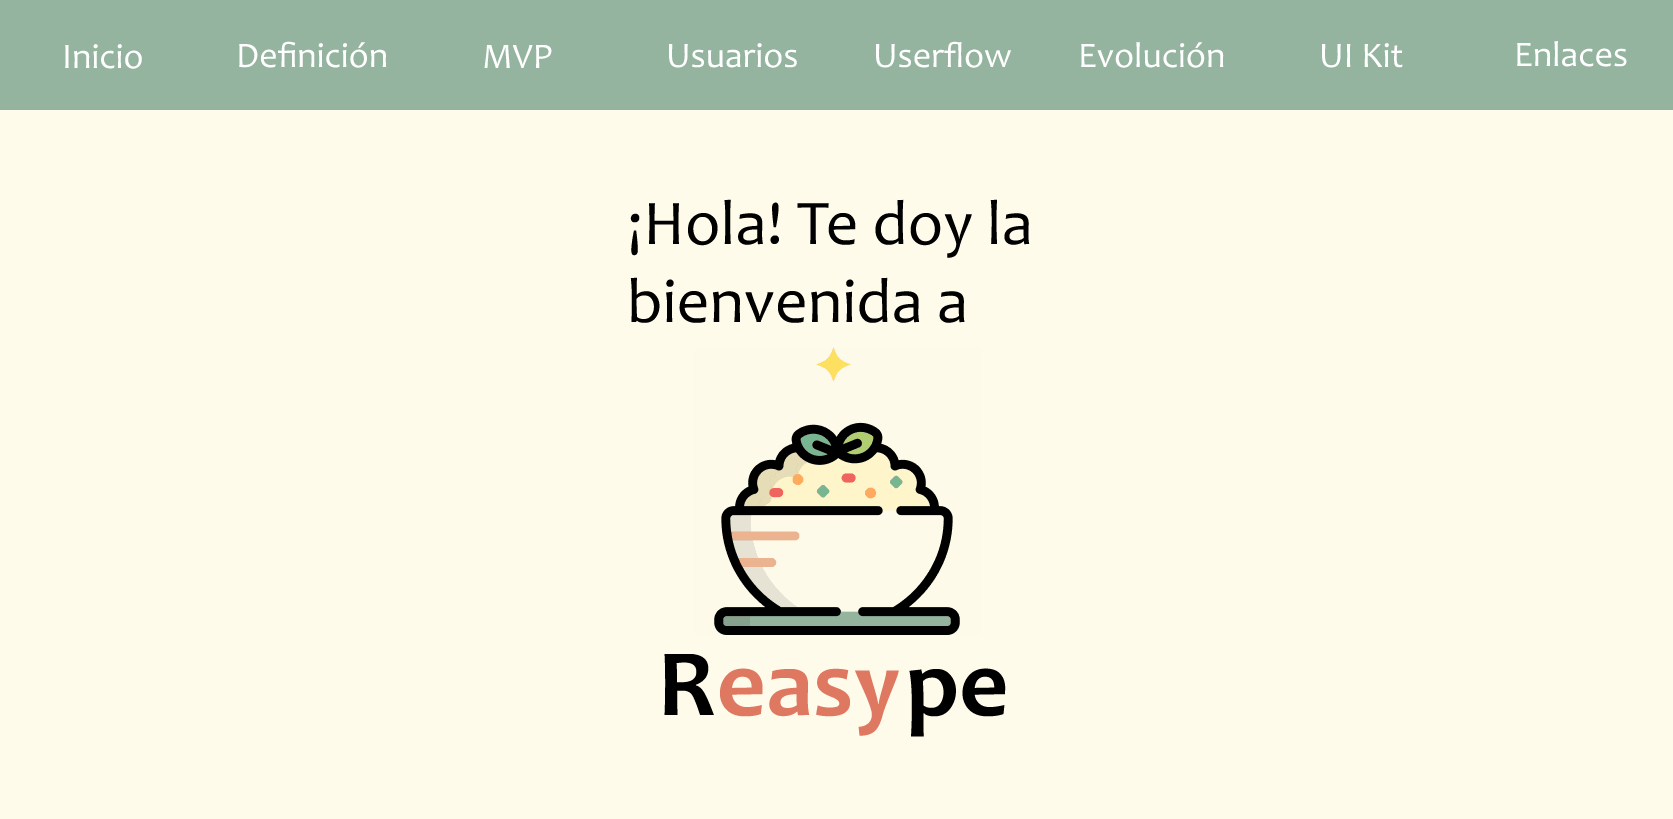 Inicio Definición MVP Usuarios Userflow Evolución UI Kit Enlaces
¡Hola! Te doy la
bienvenida a
Reasype